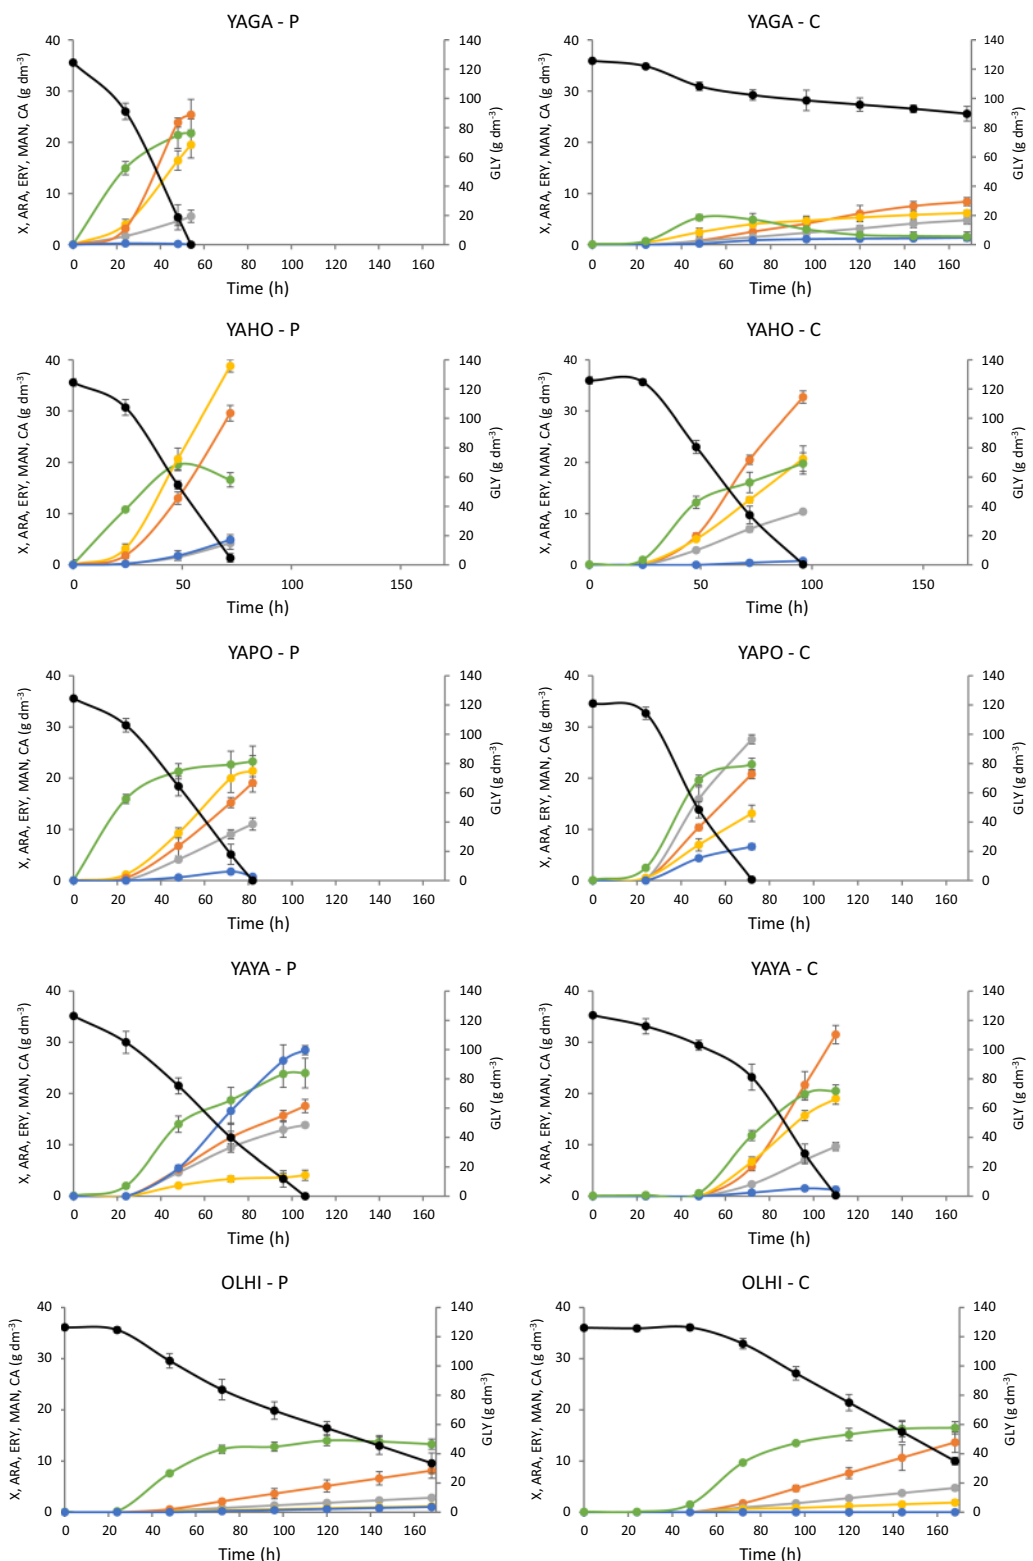 YAGA - P
40
30
20
10
0
X, ARA, ERY, MAN, CA (g dm⁻³)
140
120
100
80
60
40
20
0
GLY (g dm⁻³)
0 20 40 60 80 100 120 140 160
Time (h)
YAGA - C
40
30
20
10
0
X, ARA, ERY, MAN, CA (g dm⁻³)
140
120
100
80
60
40
20
0
GLY (g dm⁻³)
0 20 40 60 80 100 120 140 160
Time (h)
YAHO - P
40
30
20
10
0
X, ARA, ERY, MAN, CA (g dm⁻³)
140
120
100
80
60
40
20
0
GLY (g dm⁻³)
0 50 100 150
Time (h)
YAHO - C
40
30
20
10
0
X, ARA, ERY, MAN, CA (g dm⁻³)
140
120
100
80
60
40
20
0
GLY (g dm⁻³)
0 50 100 150
Time (h)
YAPO - P
40
30
20
10
0
X, ARA, ERY, MAN, CA (g dm⁻³)
140
120
100
80
60
40
20
0
GLY (g dm⁻³)
0 20 40 60 80 100 120 140 160
Time (h)
YAPO - C
40
30
20
10
0
X, ARA, ERY, MAN, CA (g dm⁻³)
140
120
100
80
60
40
20
0
GLY (g dm⁻³)
0 20 40 60 80 100 120 140 160
Time (h)
YAYA - P
40
30
20
10
0
X, ARA, ERY, MAN, CA (g dm⁻³)
140
120
100
80
60
40
20
0
GLY (g dm⁻³)
0 20 40 60 80 100 120 140 160
Time (h)
YAYA - C
40
30
20
10
0
X, ARA, ERY, MAN, CA (g dm⁻³)
140
120
100
80
60
40
20
0
GLY (g dm⁻³)
0 20 40 60 80 100 120 140 160
Time (h)
OLHI - P
40
30
20
10
0
X, ARA, ERY, MAN, CA (g dm⁻³)
140
120
100
80
60
40
20
0
GLY (g dm⁻³)
0 20 40 60 80 100 120 140 160
Time (h)
OLHI - C
40
30
20
10
0
X, ARA, ERY, MAN, CA (g dm⁻³)
140
120
100
80
60
40
20
0
GLY (g dm⁻³)
0 20 40 60 80 100 120 140 160
Time (h)